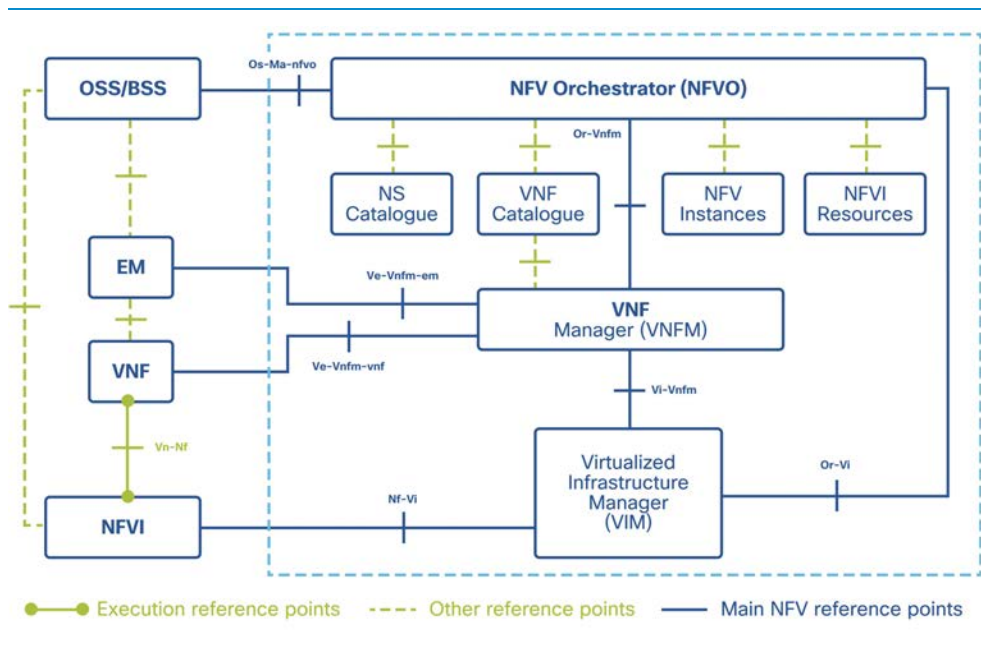 Os-Ma-nfvo
OSS/BSS
NFV Orchestrator (NFVO)
Or-Vnfm
NS
Catalogue
VNF
Catalogue
NFV
Instances
NFVI
Resources
EM
Ve-Vnfm-em
VNF
Manager (VNFM)
VNF
Ve-Vnfm-vnf
Vi-Vnfm
Vn-Nf
Virtualized
Infrastructure
Manager
(VIM)
Or-Vi
NFVI
Nf-Vi
Execution reference points
Other reference points
Main NFV reference points